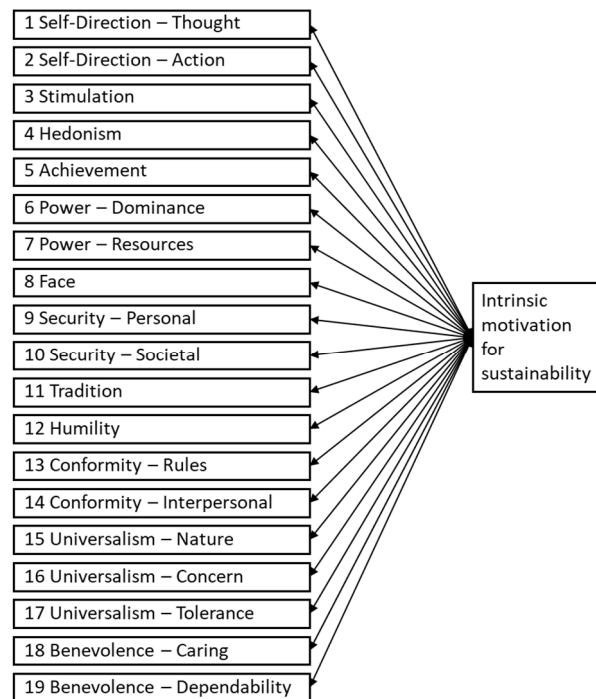 1 Self-Direction – Thought
2 Self-Direction – Action
3 Stimulation
4 Hedonism
5 Achievement
6 Power – Dominance
7 Power – Resources
8 Face
9 Security – Personal
10 Security – Societal
11 Tradition
12 Humility
13 Conformity – Rules
14 Conformity – Interpersonal
15 Universalism – Nature
16 Universalism – Concern
17 Universalism – Tolerance
18 Benevolence – Caring
19 Benevolence – Dependability
Intrinsic
motivation
for
sustainability